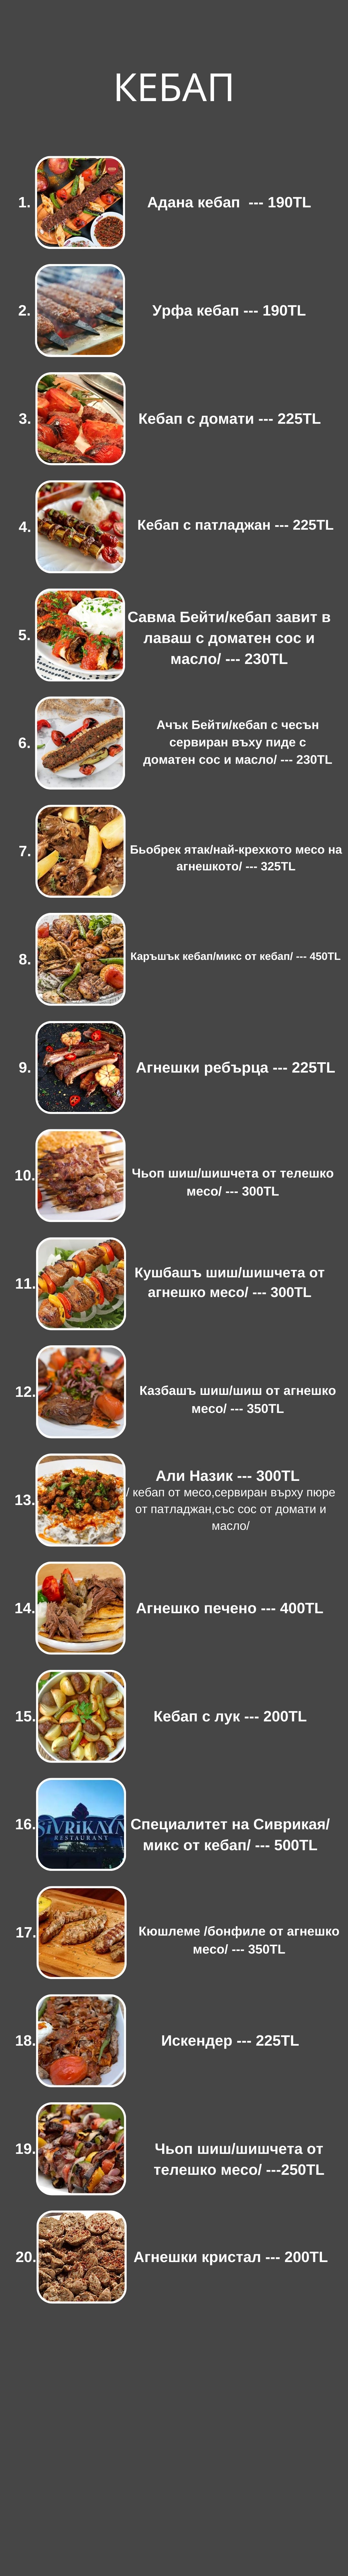 КЕБАП
1. Адана кебап --- 190TL
2. Урфа кебап --- 190TL
3. Кебап с домати --- 225TL
4. Кебап с патладжан --- 225TL
5. Савма Бейти/кебап завит в
лаваш с доматен сос и
масло/ --- 230TL
6. Ачък Бейти/кебап с чесън
сервиран въху пиде с
доматен сос и масло/ --- 230TL
7. Бьобрек ятак/най-крехкото месо на
агнешкото/ --- 325TL
8. Каръшък кебап/микс от кебап/ --- 450TL
9. Агнешки ребърца --- 225TL
10. Чьоп шиш/шишчета от телешко
месо/ --- 300TL
11. Кушбашъ шиш/шишчета от
агнешко месо/ --- 300TL
12. Казбашъ шиш/шиш от агнешко
месо/ --- 350TL
13. Али Назик --- 300TL
/ кебап от месо,сервиран върху пюре
от патладжан,със сос от домати и
масло/
14. Агнешко печено --- 400TL
15. Кебап с лук --- 200TL
16. SİVRİKAYA
RESTAURANT
Специалитет на Сиврикая/
микс от кебап/ --- 500TL
17. Кюшлеме /бонфиле от агнешко
месо/ --- 350TL
18. Искендер --- 225TL
19. Чьоп шиш/шишчета от
телешко месо/ ---250TL
20. Агнешки кристал --- 200TL